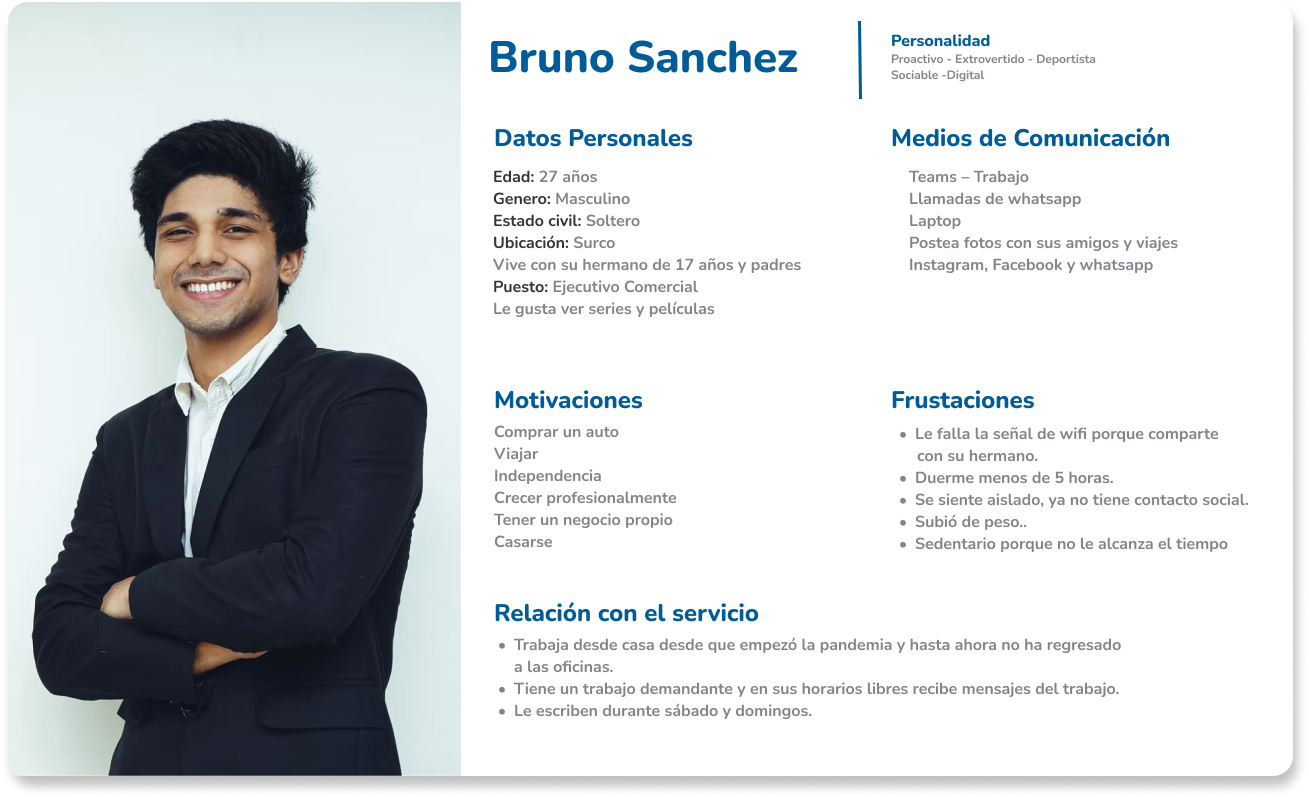 Bruno Sanchez
Personalidad
Proactivo - Extrovertido - Deportista
Sociable -Digital
Datos Personales
Edad: 27 años
Genero: Masculino
Estado civil: Soltero
Ubicación: Surco
Vive con su hermano de 17 años y padres
Puesto: Ejecutivo Comercial
Le gusta ver series y películas
Medios de Comunicación
Teams – Trabajo
Llamadas de whatsapp
Laptop
Postea fotos con sus amigos y viajes
Instagram, Facebook y whatsapp
Motivaciones
Comprar un auto
Viajar
Independencia
Crecer profesionalmente
Tener un negocio propio
Casarse
Frustaciones
• Le falla la señal de wifi porque comparte
con su hermano.
• Duerme menos de 5 horas.
• Se siente aislado, ya no tiene contacto social.
• Subió de peso..
• Sedentario porque no le alcanza el tiempo
Relación con el servicio
• Trabaja desde casa desde que empezó la pandemia y hasta ahora no ha regresado
a las oficinas.
• Tiene un trabajo demandante y en sus horarios libres recibe mensajes del trabajo.
• Le escriben durante sábado y domingos.